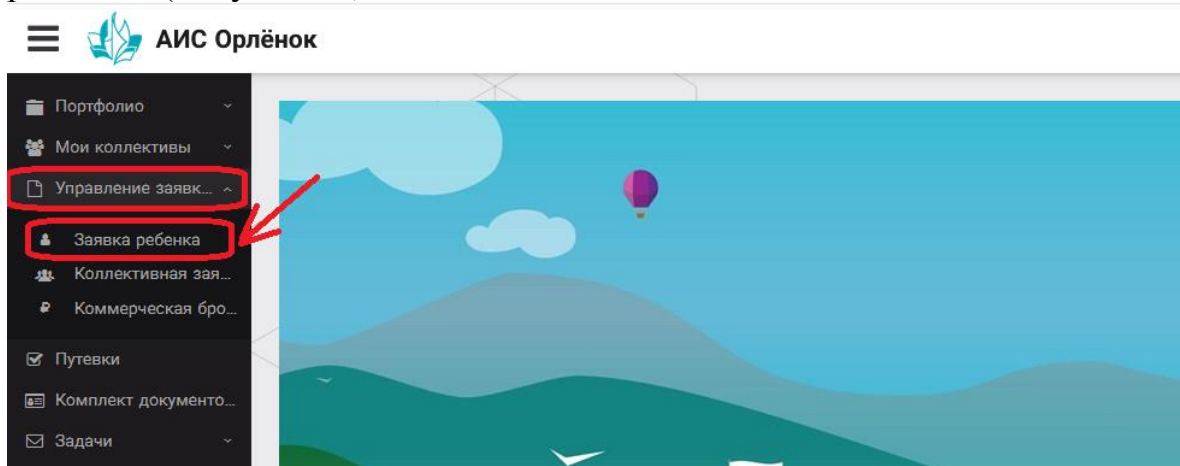 АИС Орлёнок
Портфолио
Мои коллективы
Управление заявк...
Заявка ребенка
Коллективная зая...
Коммерческая бро...
Путевки
Комплект документо...
Задачи